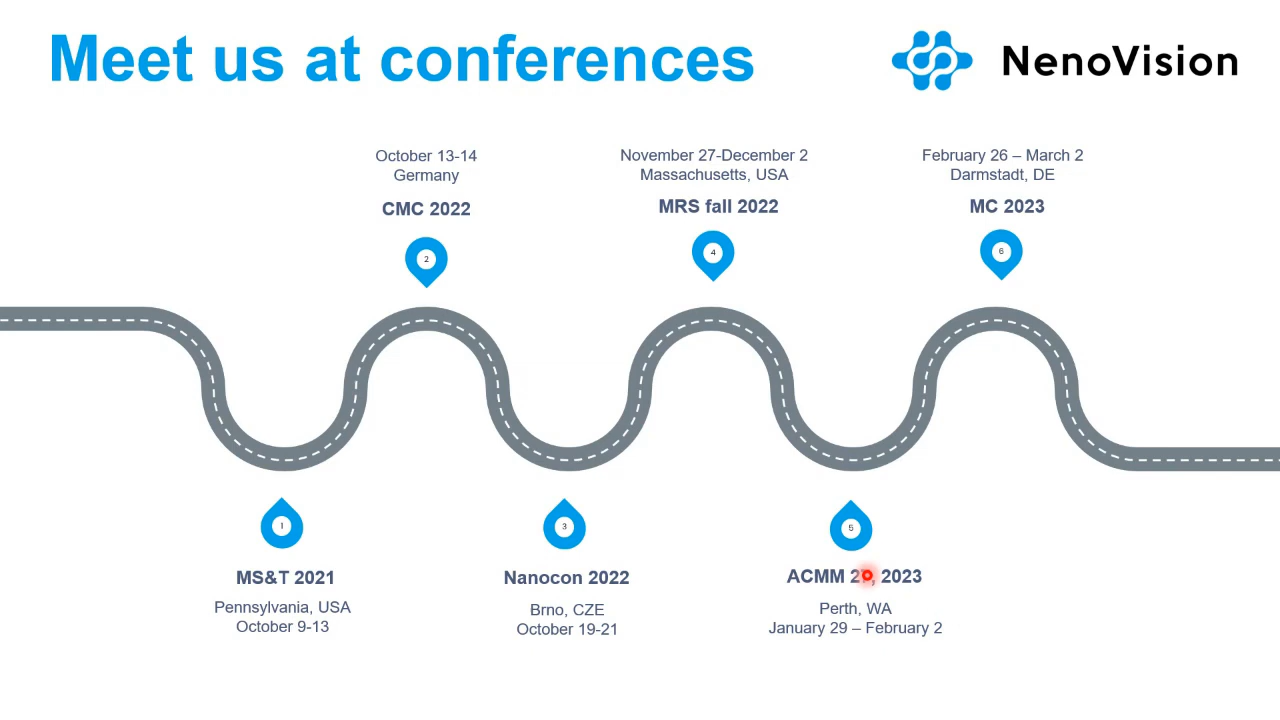 Meet us at conferences
NenoVision
October 13-14
Germany
CMC 2022
November 27-December 2
Massachusetts, USA
MRS fall 2022
February 26 – March 2
Darmstadt, DE
MC 2023
2
4
6
1
3
5
MS&T 2021
Pennsylvania, USA
October 9-13
Nanocon 2022
Brno, CZE
October 19-21
ACMM 2023
Perth, WA
January 29 – February 2